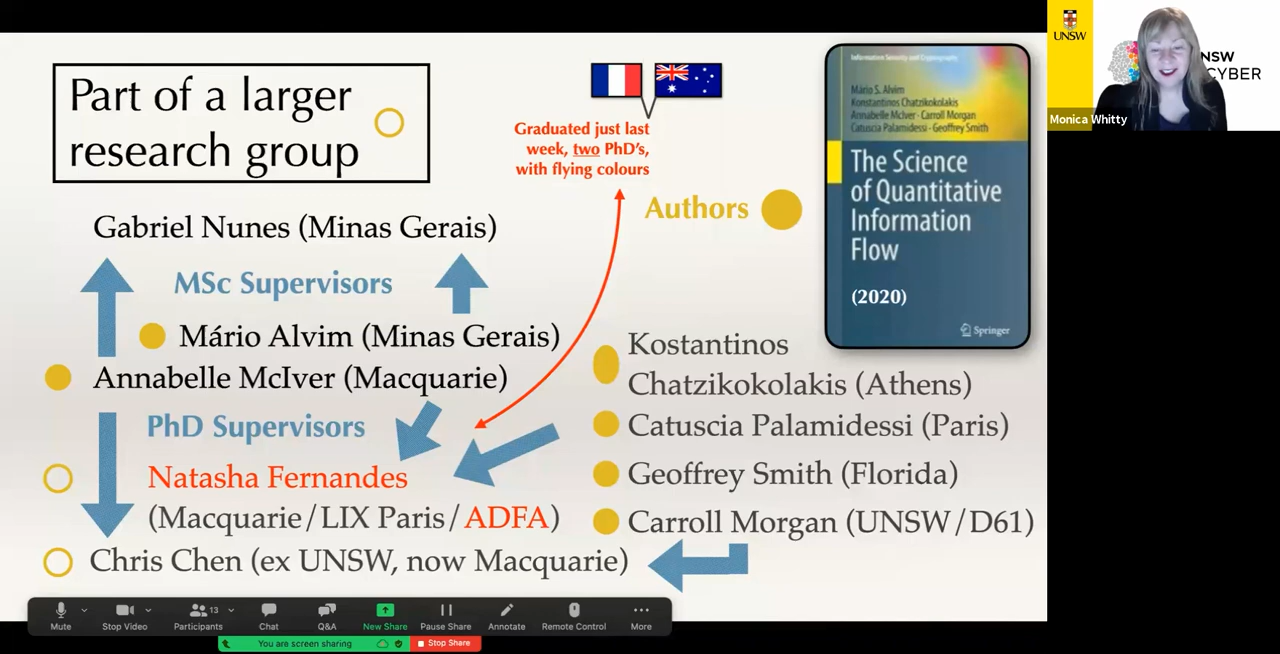 Part of a larger
research group
Graduated just last
week, two PhD's,
with flying colours
Authors
Gabriel Nunes (Minas Gerais)
MSc Supervisors
Mário Alvim (Minas Gerais)
Annabelle McIver (Macquarie)
PhD Supervisors
Natasha Fernandes
(Macquarie/LIX Paris/ADFA)
Chris Chen (ex UNSW, now Macquarie)
Kostantinos
Chatzikokolakis (Athens)
Catuscia Palamidessi (Paris)
Geoffrey Smith (Florida)
Carroll Morgan (UNSW/D61)
Information Security and Cryptography
Mário S. Alvim
Konstantinos Chatzikokolakis
Annabelle McIver · Carroll Morgan
Catuscia Palamidessi · Geoffrey Smith
The Science
of Quantitative
Information
Flow
(2020)
Springer
UNSW
NSW
CYBER
Monica Whitty
Mute
Stop Video
13
Participants
Chat
Q&A
New Share
Pause Share
Annotate
Remote Control
More
You are screen sharing
Stop Share